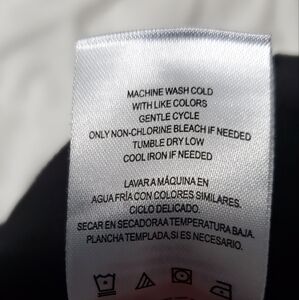 MACHINE WASH COLD
WITH LIKE COLORS
GENTLE CYCLE
ONLY NON-CHLORINE BLEACH IF NEEDED
TUMBLE DRY LOW
COOL IRON IF NEEDED
LAVAR A MÁQUINA EN
AGUA FRÍA CON COLORES SIMILARES.
CICLO DELICADO.
SECAR EN SECADORA A TEMPERATURA BAJA.
PLANCHA TEMPLADA, SI ES NECESARIO.